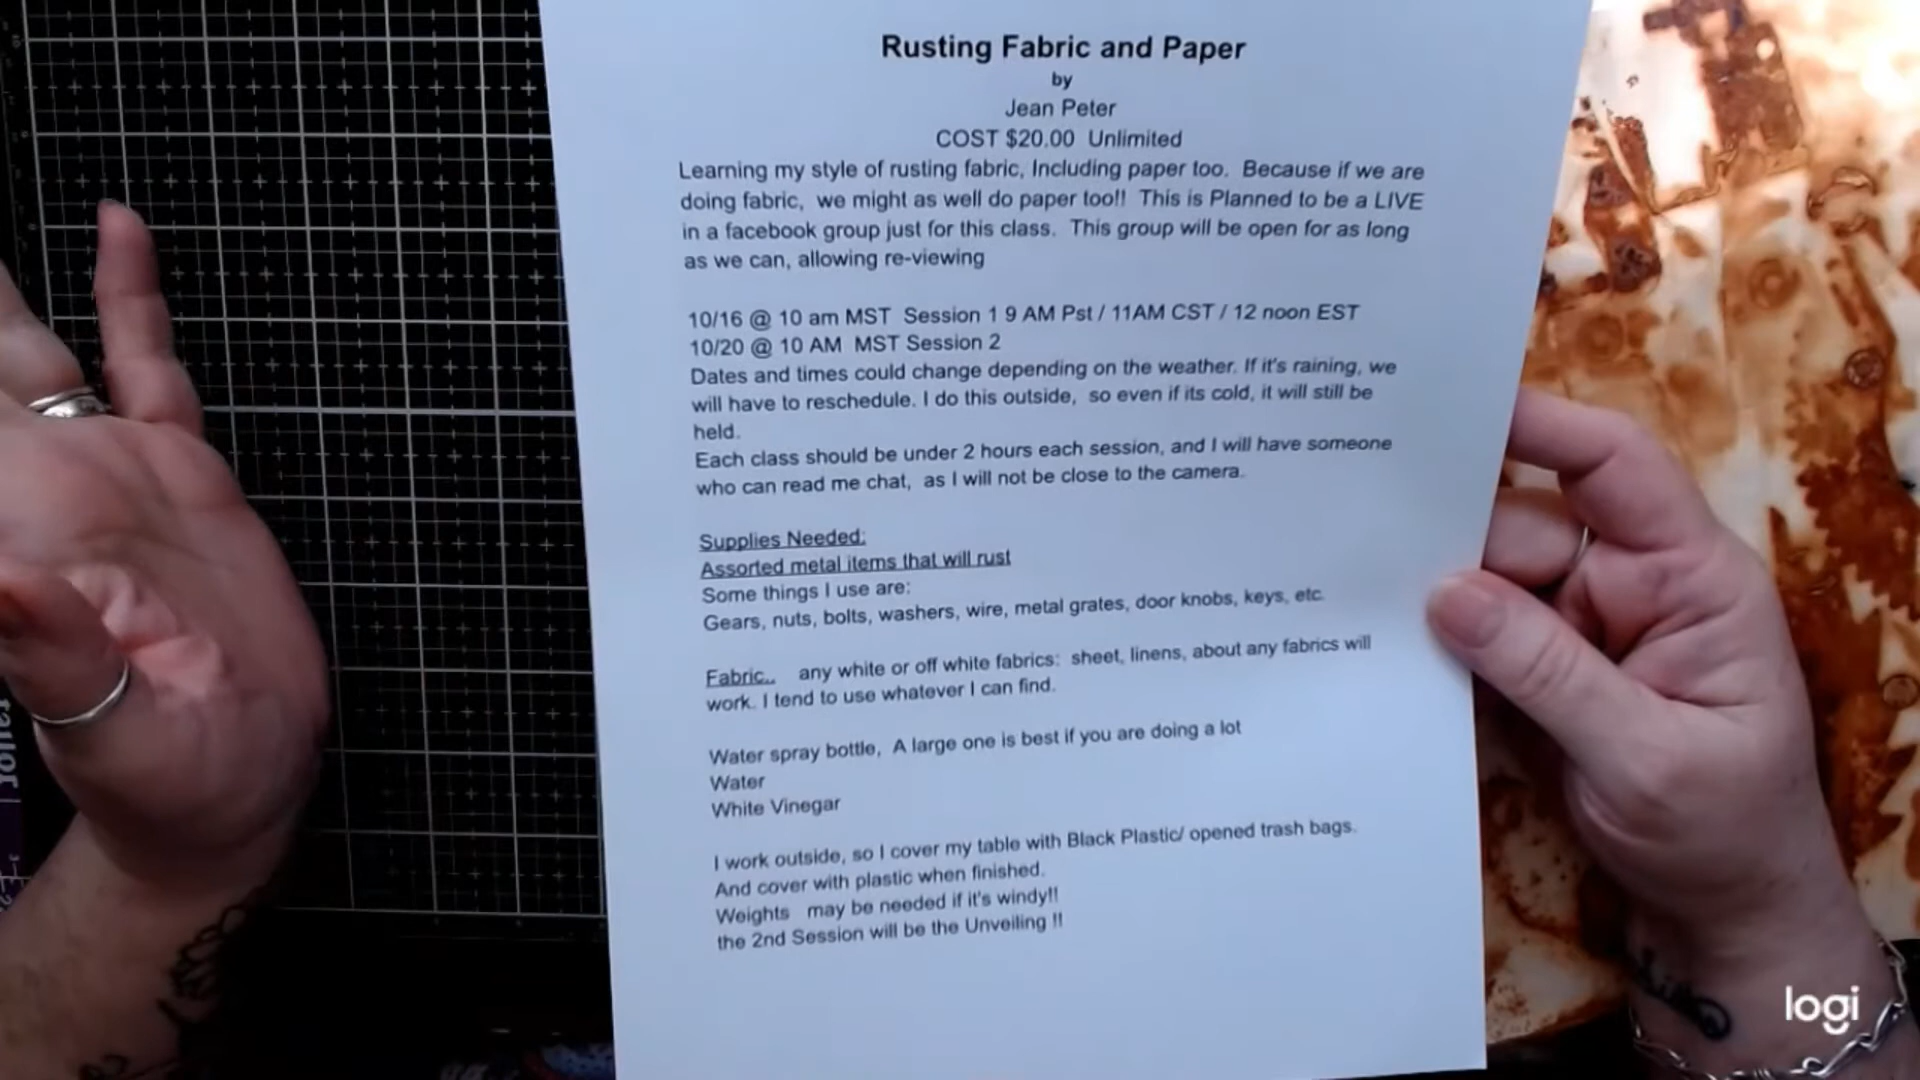 Rusting Fabric and Paper
by
Jean Peter
COST $20.00 Unlimited
Learning my style of rusting fabric, Including paper too. Because if we are
doing fabric, we might as well do paper too!! This is Planned to be a LIVE
in a facebook group just for this class. This group will be open for as long
as we can, allowing re-viewing
10/16 @ 10 am MST Session 1 9 AM Pst / 11AM CST / 12 noon EST
10/20 @ 10 AM MST Session 2
Dates and times could change depending on the weather. If it's raining, we
will have to reschedule. I do this outside, so even if its cold, it will still be
held.
Each class should be under 2 hours each session, and I will have someone
who can read me chat, as I will not be close to the camera.
Supplies Needed:
Assorted metal items that will rust
Some things I use are:
Gears, nuts, bolts, washers, wire, metal grates, door knobs, keys, etc.
Fabric.. any white or off white fabrics: sheet, linens, about any fabrics will
work. I tend to use whatever I can find.
Water spray bottle, A large one is best if you are doing a lot
Water
White Vinegar
I work outside, so I cover my table with Black Plastic/ opened trash bags.
And cover with plastic when finished.
Weights may be needed if it's windy!!
the 2nd Session will be the Unveiling !!
logi